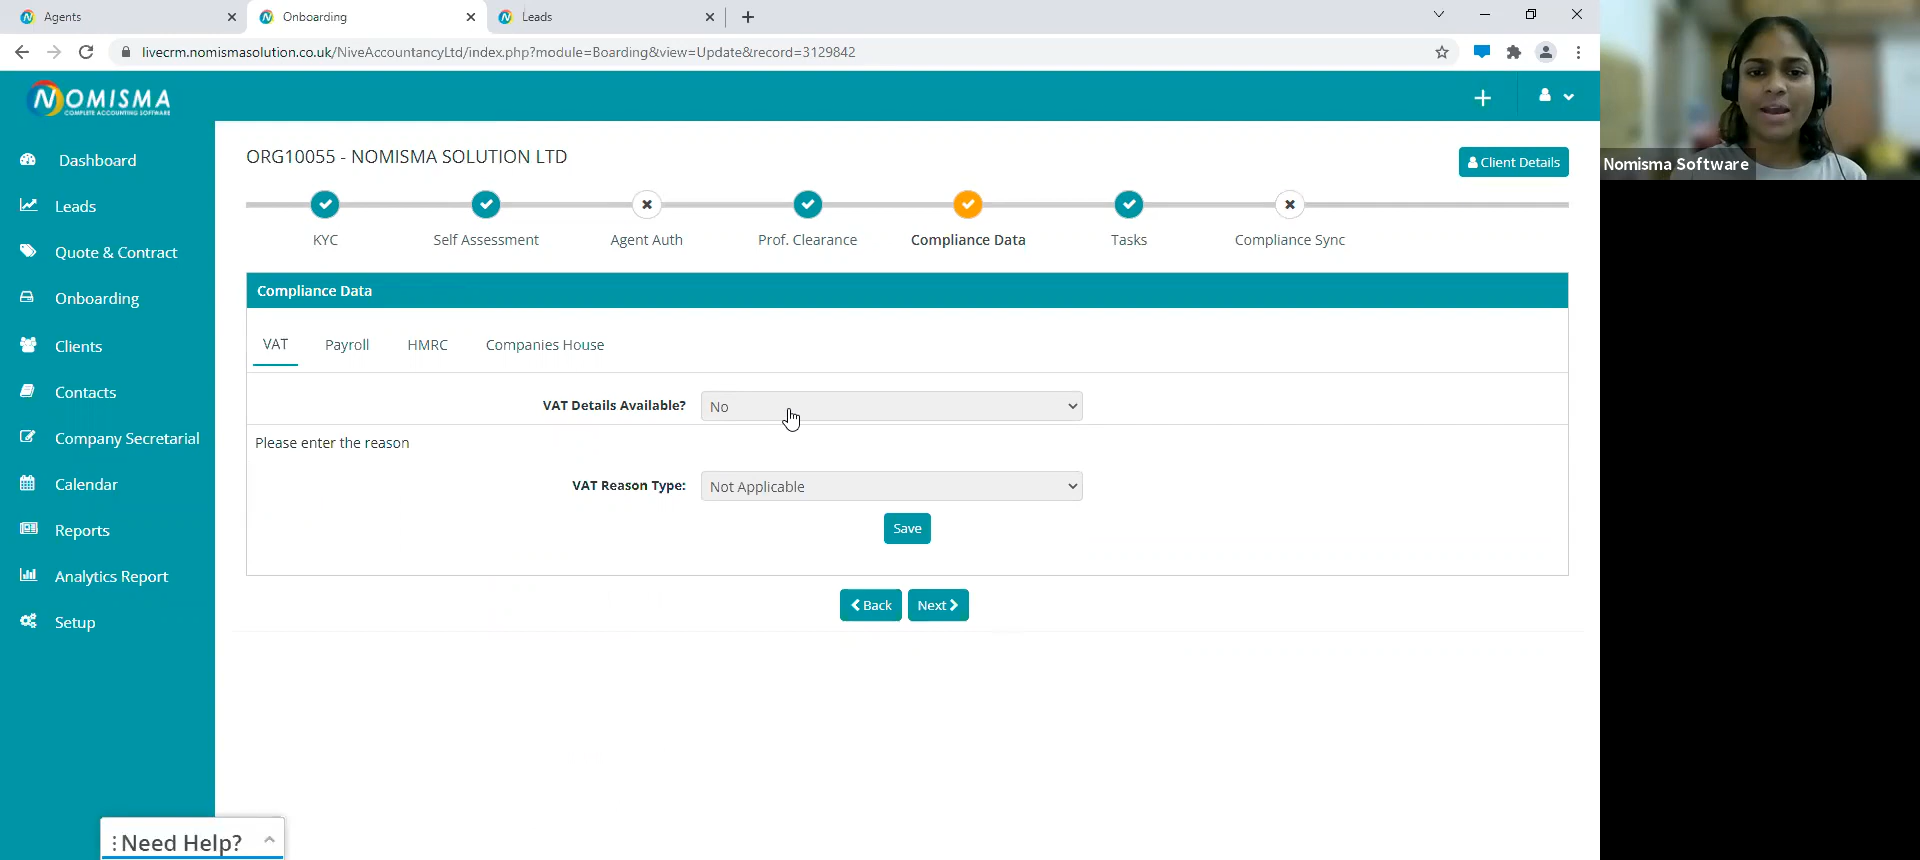 Agents
Onboarding
Leads
livecrm.nomismasolution.co.uk/NiveAccountancyLtd/index.php?module=Boarding&view=Update&record=3129842
NOMISMA
COMPLETE ACCOUNTING SOFTWARE
Nomisma Software
Dashboard
Leads
Quote & Contract
Onboarding
Clients
Contacts
Company Secretarial
Calendar
Reports
Analytics Report
Setup
ORG10055 - NOMISMA SOLUTION LTD
Client Details
KYC
Self Assessment
Agent Auth
Prof. Clearance
Compliance Data
Tasks
Compliance Sync
Compliance Data
VAT Payroll HMRC Companies House
VAT Details Available? No
Please enter the reason
VAT Reason Type: Not Applicable
Save
Back Next
Need Help?